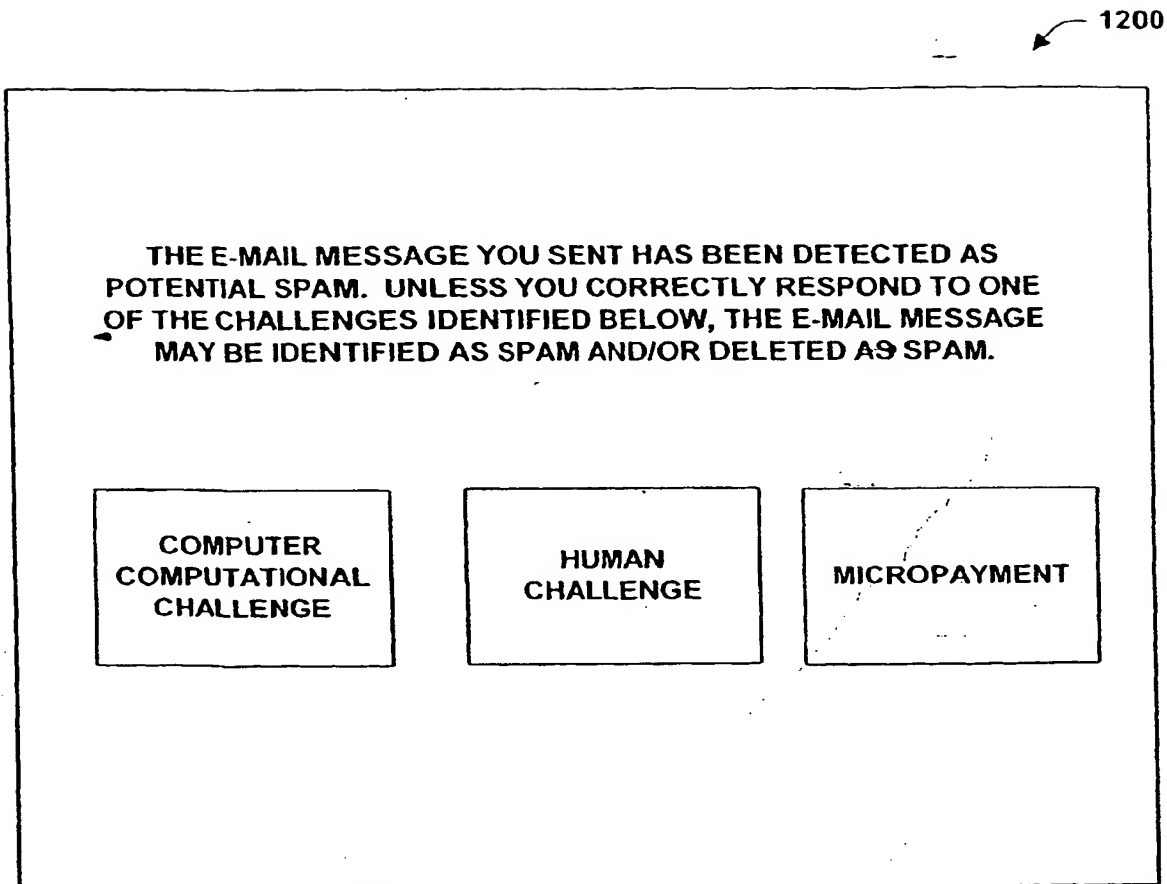 1200
THE E-MAIL MESSAGE YOU SENT HAS BEEN DETECTED AS
POTENTIAL SPAM. UNLESS YOU CORRECTLY RESPOND TO ONE
OF THE CHALLENGES IDENTIFIED BELOW, THE E-MAIL MESSAGE
MAY BE IDENTIFIED AS SPAM AND/OR DELETED AS SPAM.
COMPUTER
COMPUTATIONAL
CHALLENGE
HUMAN
CHALLENGE
MICROPAYMENT